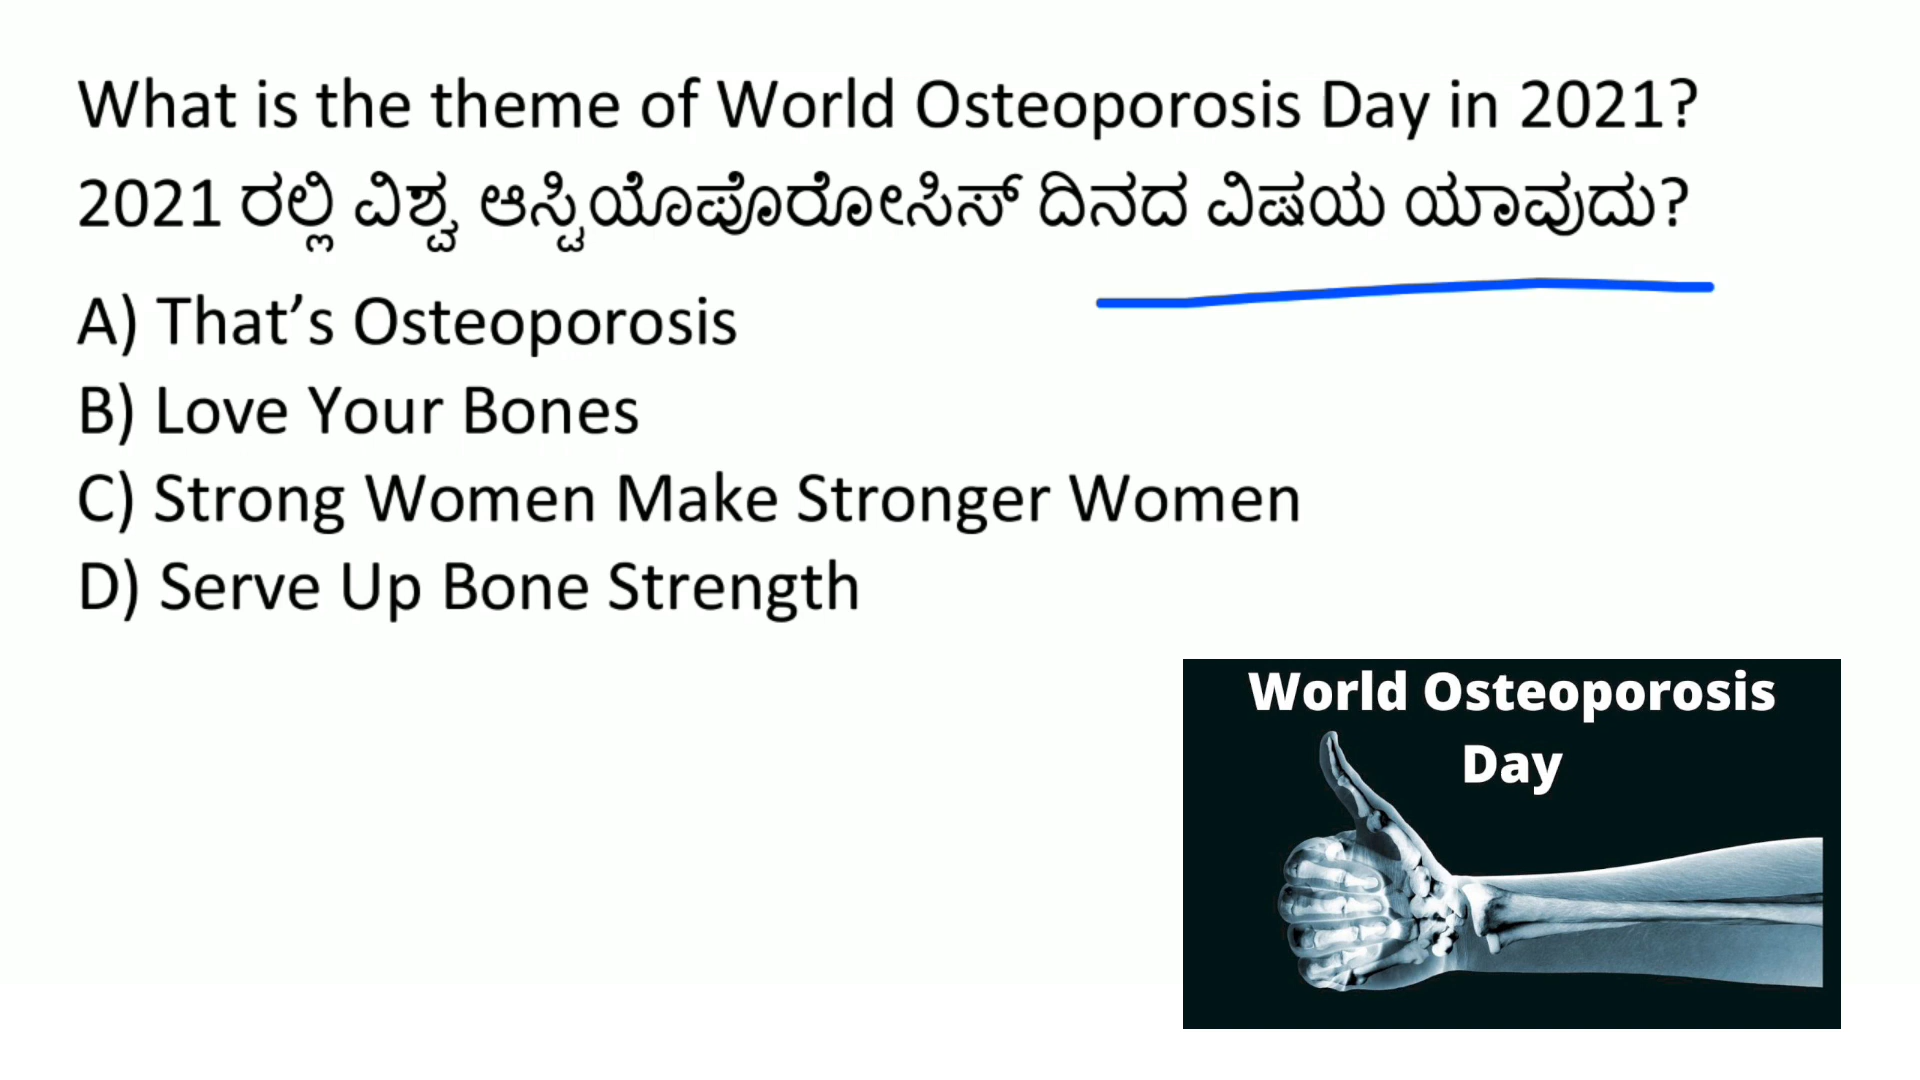 What is the theme of World Osteoporosis Day in 2021?
2021 ರಲ್ಲಿ ವಿಶ್ವ ಆಸ್ಟಿಯೊಪೊರೋಸಿಸ್ ದಿನದ ವಿಷಯ ಯಾವುದು?
A) That’s Osteoporosis
B) Love Your Bones
C) Strong Women Make Stronger Women
D) Serve Up Bone Strength
World Osteoporosis
Day